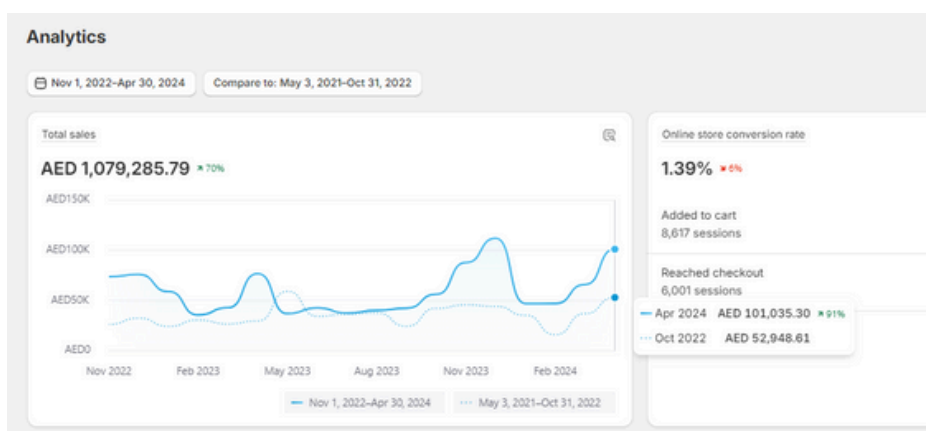 Analytics
Nov 1, 2022–Apr 30, 2024 Compare to: May 3, 2021–Oct 31, 2022
Total sales
AED 1,079,285.79 ↗ 70%
AED150K
AED100K
AED50K
AED0
Nov 2022 Feb 2023 May 2023 Aug 2023 Nov 2023 Feb 2024
Nov 1, 2022–Apr 30, 2024 May 3, 2021–Oct 31, 2022
Online store conversion rate
1.39% 6%
Added to cart
8,617 sessions
Reached checkout
6,001 sessions
Apr 2024 AED 101,035.30 ↗ 91%
Oct 2022 AED 52,948.61